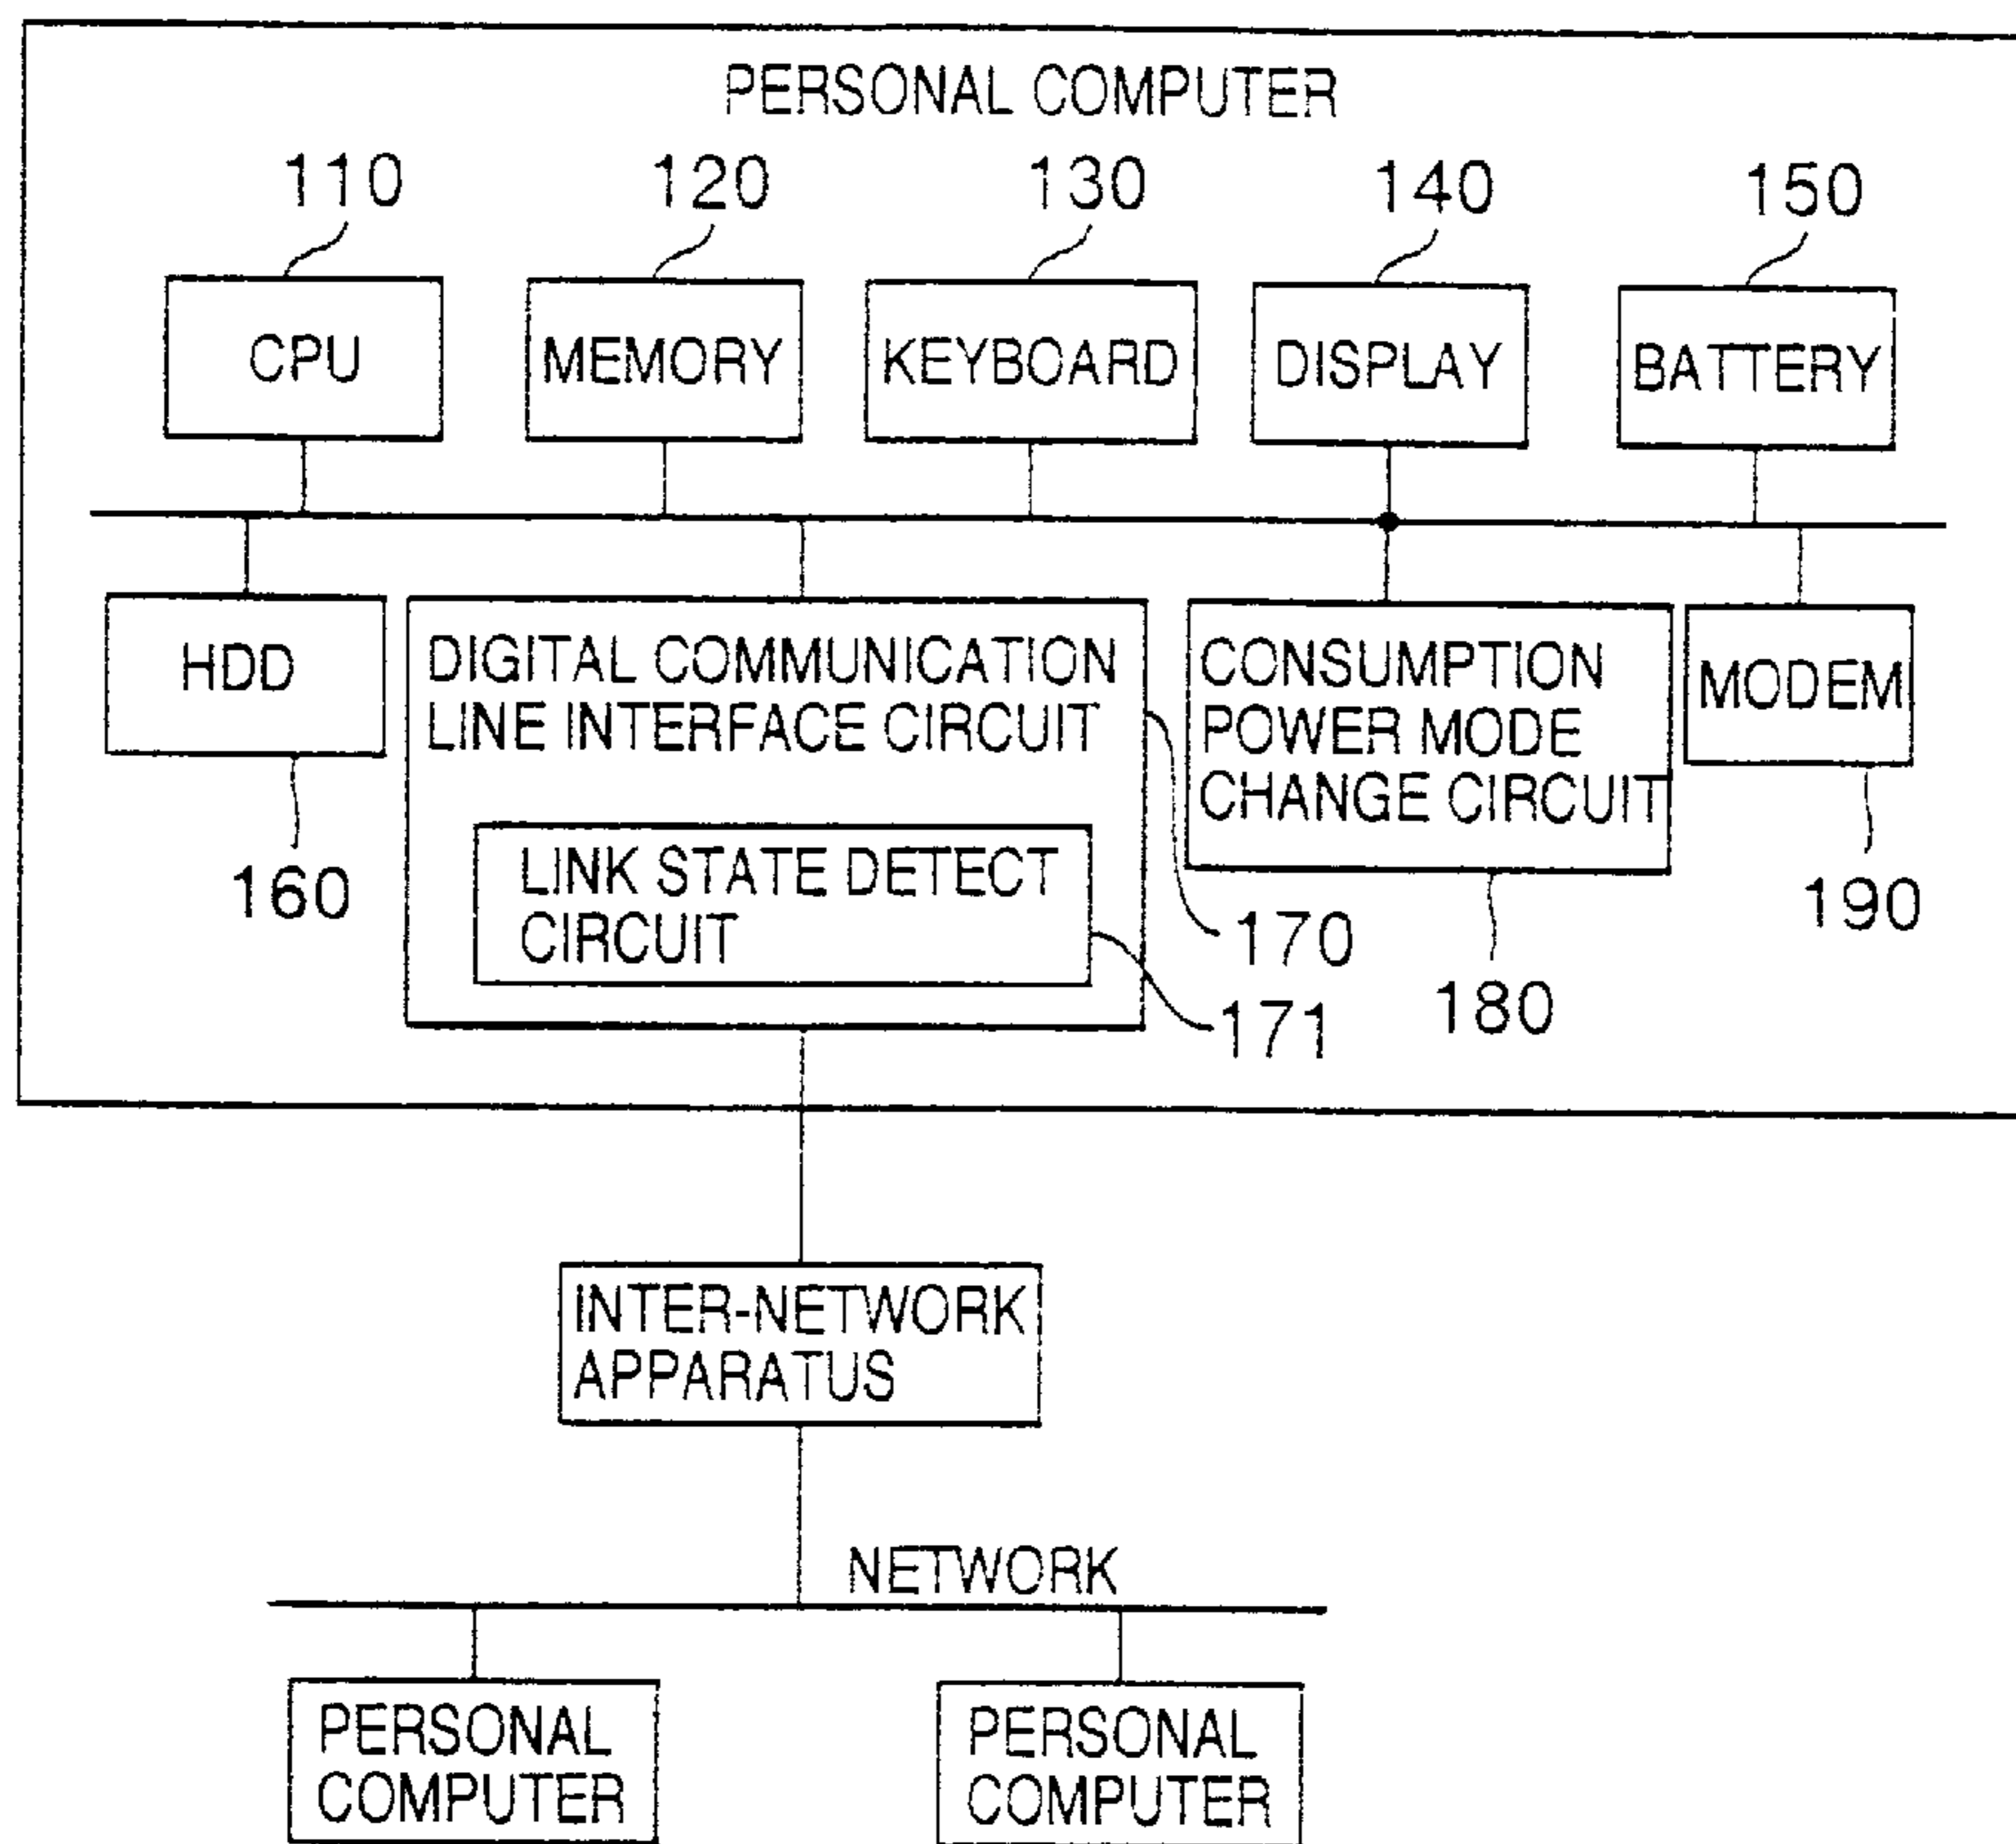 PERSONAL COMPUTER
110
120
130
140
150
CPU
MEMORY
KEYBOARD
DISPLAY
BATTERY
HDD
DIGITAL COMMUNICATION
LINE INTERFACE CIRCUIT
CONSUMPTION
POWER MODE
CHANGE CIRCUIT
MODEM
LINK STATE DETECT
CIRCUIT
160
170
171
180
190
INTER-NETWORK
APPARATUS
NETWORK
PERSONAL
COMPUTER
PERSONAL
COMPUTER